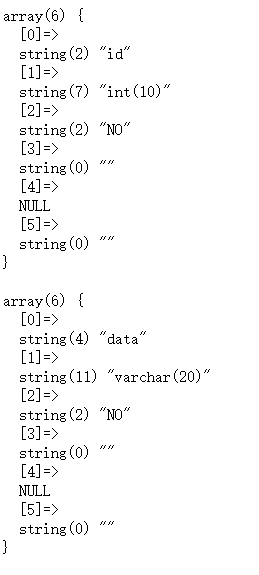 array(6) {
  [0]=>
  string(2) "id"
  [1]=>
  string(7) "int(10)"
  [2]=>
  string(2) "NO"
  [3]=>
  string(0) ""
  [4]=>
  NULL
  [5]=>
  string(0) ""
}

array(6) {
  [0]=>
  string(4) "data"
  [1]=>
  string(11) "varchar(20)"
  [2]=>
  string(2) "NO"
  [3]=>
  string(0) ""
  [4]=>
  NULL
  [5]=>
  string(0) ""
}